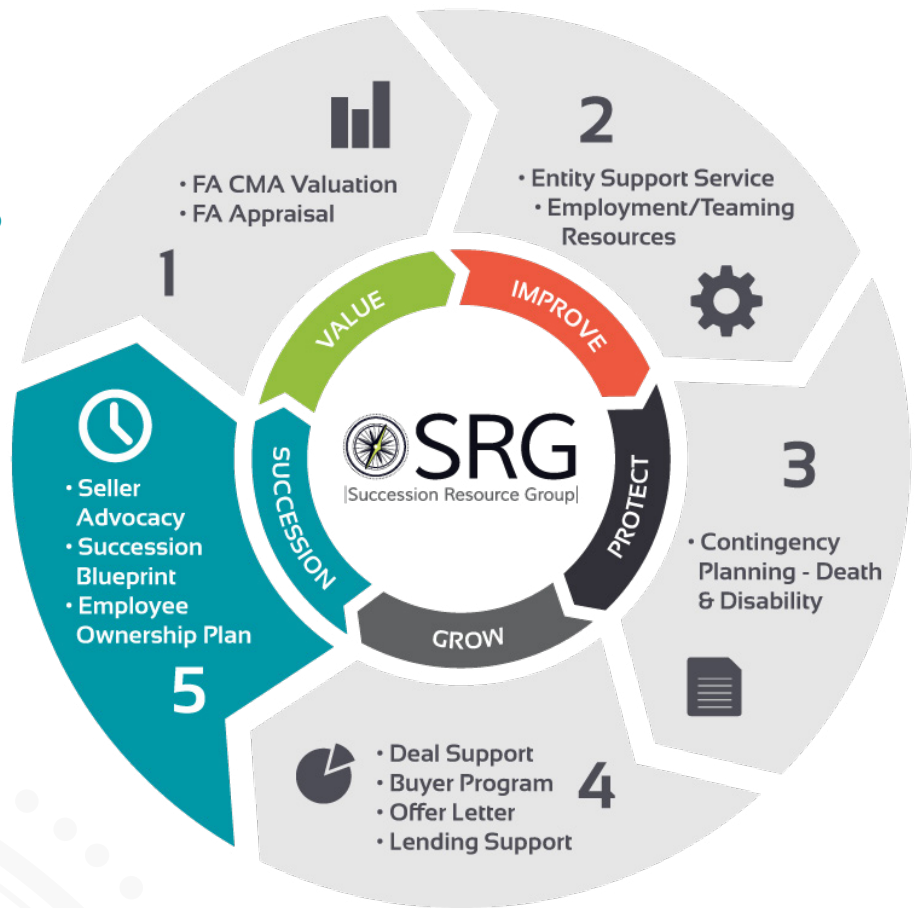 1
• FA CMA Valuation
• FA Appraisal
2
• Entity Support Service
• Employment/Teaming
Resources
3
• Contingency
Planning - Death
& Disability
4
• Deal Support
• Buyer Program
• Offer Letter
• Lending Support
5
• Seller
Advocacy
• Succession
Blueprint
• Employee
Ownership Plan
VALUE
IMPROVE
PROTECT
GROW
SUCCESSION
SRG
|Succession Resource Group|